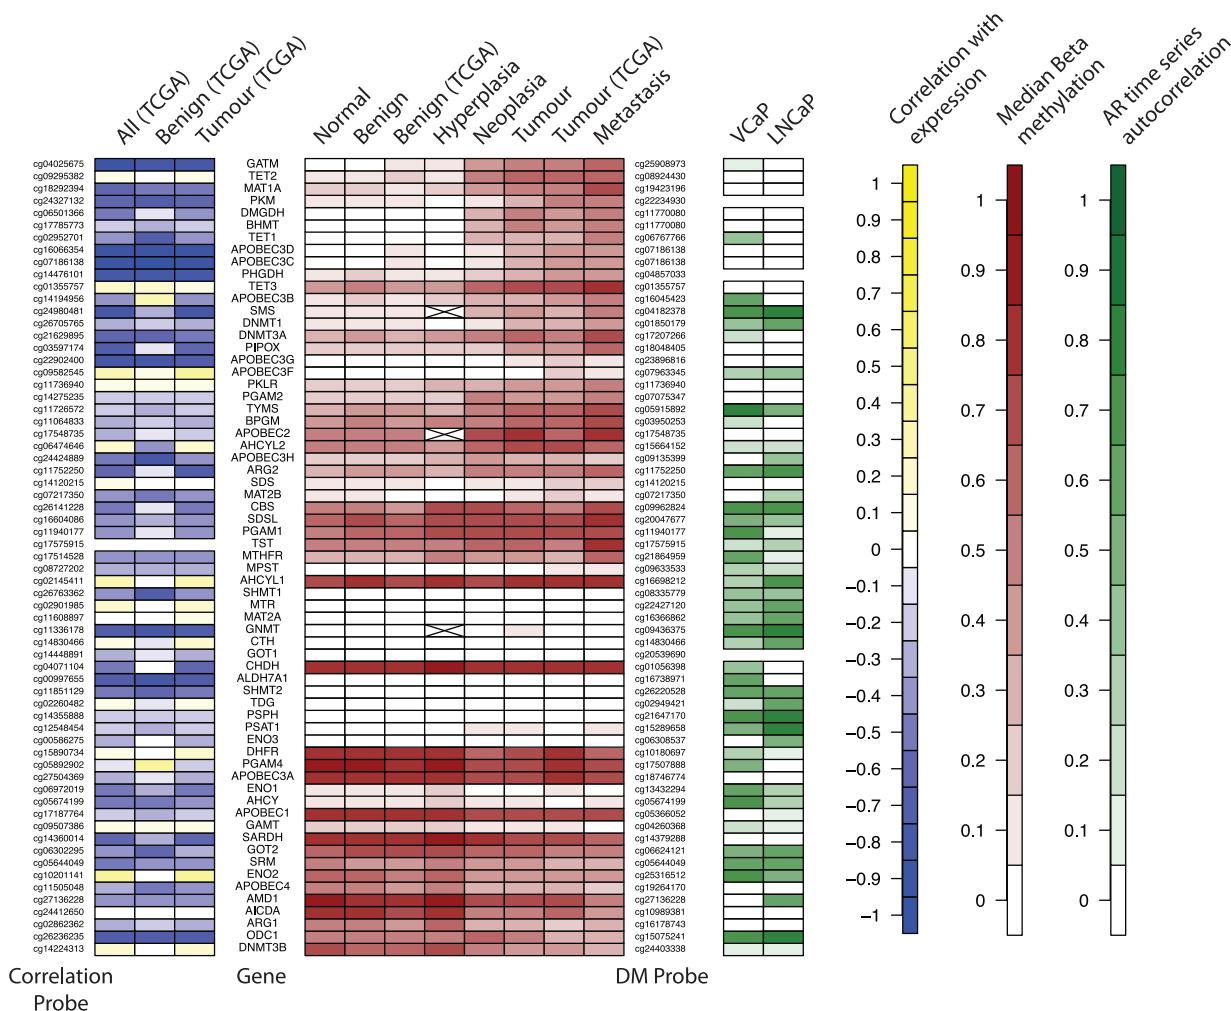 All (TCGA)
Benign (TCGA)
Tumour (TCGA)
Normal
Benign
Benign (TCGA)
Hyperplasia
Neoplasia
Tumour
Tumour (TCGA)
Metastasis
VCaP
LNCaP
Correlation with
expression
Median Beta
methylation
AR time series
autocorrelation
cg04025675 GATM cg25908973
cg09295382 TET2 cg08924430
cg18292394 MAT1A cg19423196
cg24327132 PKM cg22234930
cg06501366 DMGDH cg11770080
cg17785773 BHMT cg11770080
cg02952701 TET1 cg06767766
cg16066354 APOBEC3D cg07186138
cg07186138 APOBEC3C cg07186138
cg14476101 PHGDH cg04857033
cg01355757 TET3 cg01355757
cg14194956 APOBEC3B cg16045423
cg24980481 SMS cg04182378
cg26705765 DNMT1 cg01850179
cg21629895 DNMT3A cg17207266
cg03597174 PIPOX cg18048405
cg22902400 APOBEC3G cg23896816
cg09582545 APOBEC3F cg07963345
cg11736940 PKLR cg11736940
cg14275235 PGAM2 cg07075347
cg11726572 TYMS cg05915892
cg11064833 BPGM cg03950253
cg17548735 APOBEC2 cg17548735
cg06474646 AHCYL2 cg15664152
cg24424889 APOBEC3H cg09135399
cg11752250 ARG2 cg11752250
cg14120215 SDS cg14120215
cg07217350 MAT2B cg07217350
cg26141228 CBS cg09962824
cg16604086 SDSL cg20047677
cg11940177 PGAM1 cg11940177
cg17575915 TST cg17575915
cg17514528 MTHFR cg21864959
cg08727202 MPST cg09633533
cg02145411 AHCYL1 cg16698212
cg26763362 SHMT1 cg08335779
cg02901985 MTR cg22427120
cg11608897 MAT2A cg16366862
cg11336178 GNMT cg09436375
cg14830466 CTH cg14830466
cg14448891 GOT1 cg20539690
cg04071104 CHDH cg01056398
cg00997655 ALDH7A1 cg16738971
cg11851129 SHMT2 cg26220528
cg02260482 TDG cg02949421
cg14355888 PSPH cg21647170
cg12548454 PSAT1 cg15289658
cg00586275 ENO3 cg06308537
cg15890734 DHFR cg10180697
cg05892902 PGAM4 cg17507888
cg27504369 APOBEC3A cg18746774
cg06972019 ENO1 cg13432294
cg05674199 AHCY cg05674199
cg17187764 APOBEC1 cg05366052
cg09507386 GAMT cg04260368
cg14360014 SARDH cg14379288
cg06302295 GOT2 cg06624121
cg05644049 SRM cg05644049
cg10201141 ENO2 cg25316512
cg11505048 APOBEC4 cg19264170
cg27136228 AMD1 cg27136228
cg24412650 AICDA cg10989381
cg02862362 ARG1 cg16178743
cg26236235 ODC1 cg15075241
cg14224313 DNMT3B cg24403338
Correlation
Probe
Gene
DM Probe
1
0.9
0.8
0.7
0.6
0.5
0.4
0.3
0.2
0.1
0
−0.1
−0.2
−0.3
−0.4
−0.5
−0.6
−0.7
−0.8
−0.9
−1
1
0.9
0.8
0.7
0.6
0.5
0.4
0.3
0.2
0.1
0
1
0.9
0.8
0.7
0.6
0.5
0.4
0.3
0.2
0.1
0